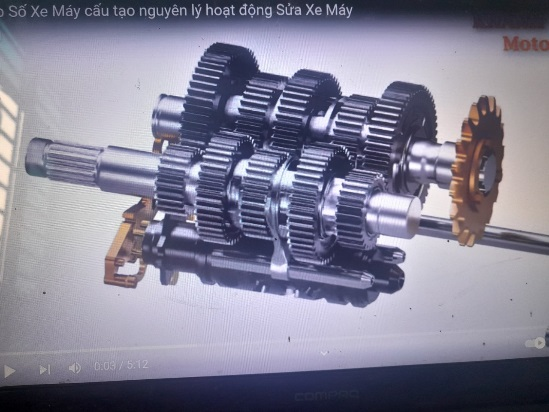 Số Xe Máy cấu tạo nguyên lý hoạt động Sửa Xe Máy
Moto
0:03 / 5:12
COMPAQ